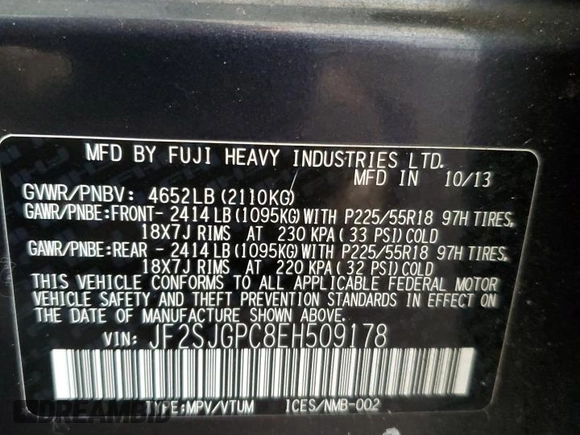 MFD BY FUJI HEAVY INDUSTRIES LTD.
MFD IN 10/13
GVWR/PNBV: 4652LB(2110KG)
GAWR/PNBE:FRONT- 2414LB(1095KG)WITH P225/55R18 97H TIRES,
18X7J RIMS AT 230 KPA( 33 PSI)COLD
GAWR/PNBE:REAR - 2414LB(1095KG)WITH P225/55R18 97H TIRES,
18X7J RIMS AT 220 KPA( 32 PSI)COLD
THIS VEHICLE CONFORMS TO ALL APPLICABLE FEDERAL MOTOR
VEHICLE SAFETY AND THEFT PREVENTION STANDARDS IN EFFECT ON
THE DATE OF MANUFACTURE SHOWN ABOVE.
VIN: JF2SJGPC8EH509178
TYPE:MPV/VTUM ICES/NMB-002
DREAMBID